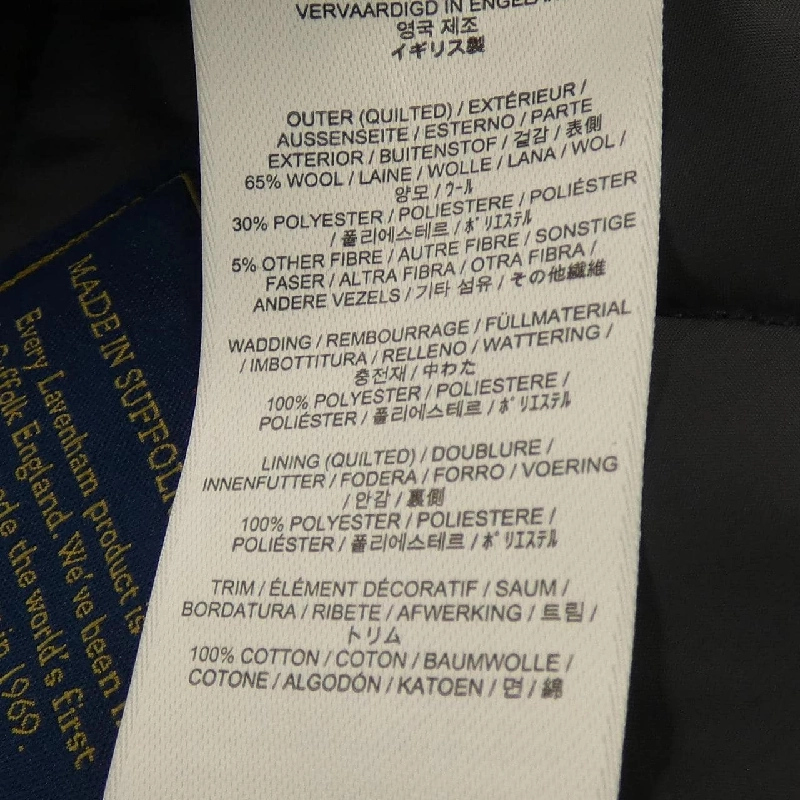 VERVAARDIGD IN
영국 제조
イギリス製
OUTER (QUILTED) / EXTÉRIEUR /
AUSSENSEITE / ESTERNO / PARTE
EXTERIOR / BUITENSTOF / 겉감 / 表側
65% WOOL / LAINE / WOLLE / LANA / WOL /
양모 / ウール
30% POLYESTER / POLIESTERE / POLIÉSTER
/ 폴리에스테르 / ポリエステル
5% OTHER FIBRE / AUTRE FIBRE / SONSTIGE
FASER / ALTRA FIBRA / OTRA FIBRA /
ANDERE VEZELS / 기타 섬유 / その他繊維
WADDING / REMBOURRAGE / FÜLLMATERIAL
/ IMBOTTITURA / RELLENO / WATTERING /
충전재 / 中わた
100% POLYESTER / POLIESTERE /
POLIÉSTER / 폴리에스테르 / ポリエステル
LINING (QUILTED) / DOUBLURE /
INNENFUTTER / FODERA / FORRO / VOERING
/ 안감 / 裏側
100% POLYESTER / POLIESTERE /
POLIÉSTER / 폴리에스테르 / ポリエステル
TRIM / ÉLÉMENT DÉCORATIF / SAUM /
BORDATURA / RIBETE / AFWERKING / 트림 /
トリム
100% COTTON / COTON / BAUMWOLLE /
COTONE / ALGODÓN / KATOEN / 면 / 綿
MADE IN
Every Lavenham product is
Suffolk England. We've been
the world's first
in 1969.